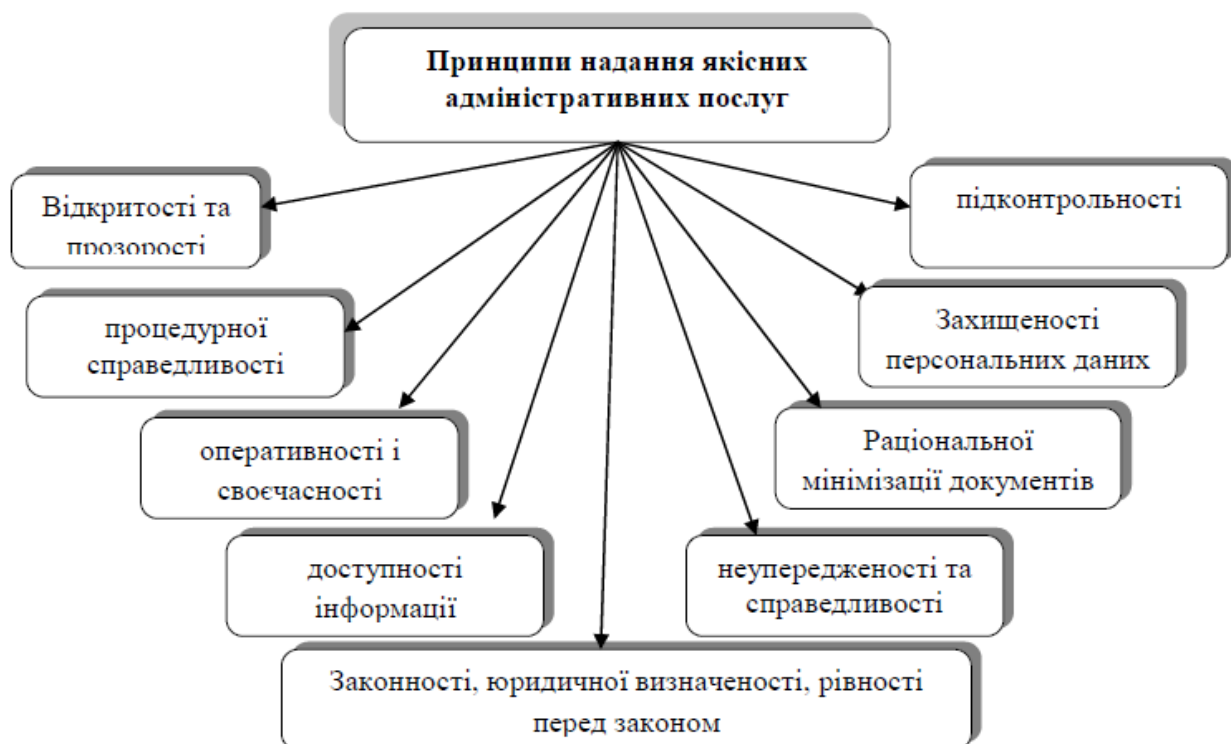 Принципи надання якісних
адміністративних послуг
Відкритості та
прозорості
підконтрольності
процедурної
справедливості
Захищеності
персональних даних
оперативності і
своєчасності
Раціональної
мінімізації документів
доступності
інформації
неупередженості та
справедливості
Законності, юридичної визначеності, рівності
перед законом